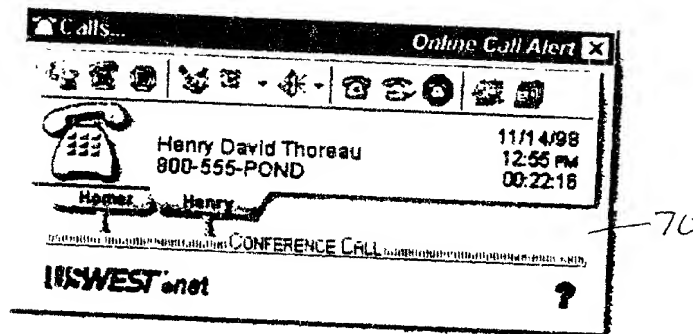 Calls... Online Call Alert
Henry David Thoreau 11/14/98
800-555-POND 12:55 PM
00:22:16
Homer Henry
CONFERENCE CALL
70
USWEST.net
?